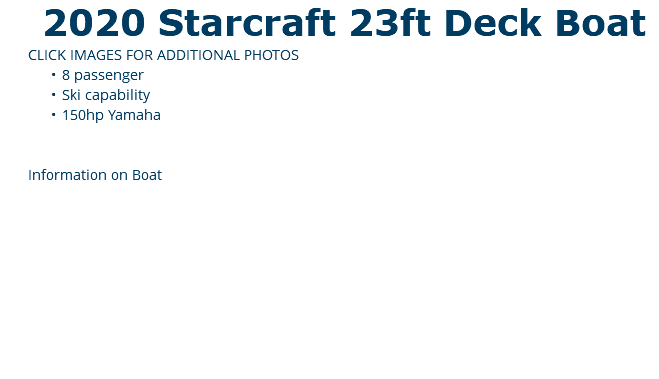 2020 Starcraft 23ft Deck Boat
CLICK IMAGES FOR ADDITIONAL PHOTOS
• 8 passenger
• Ski capability
• 150hp Yamaha
Information on Boat